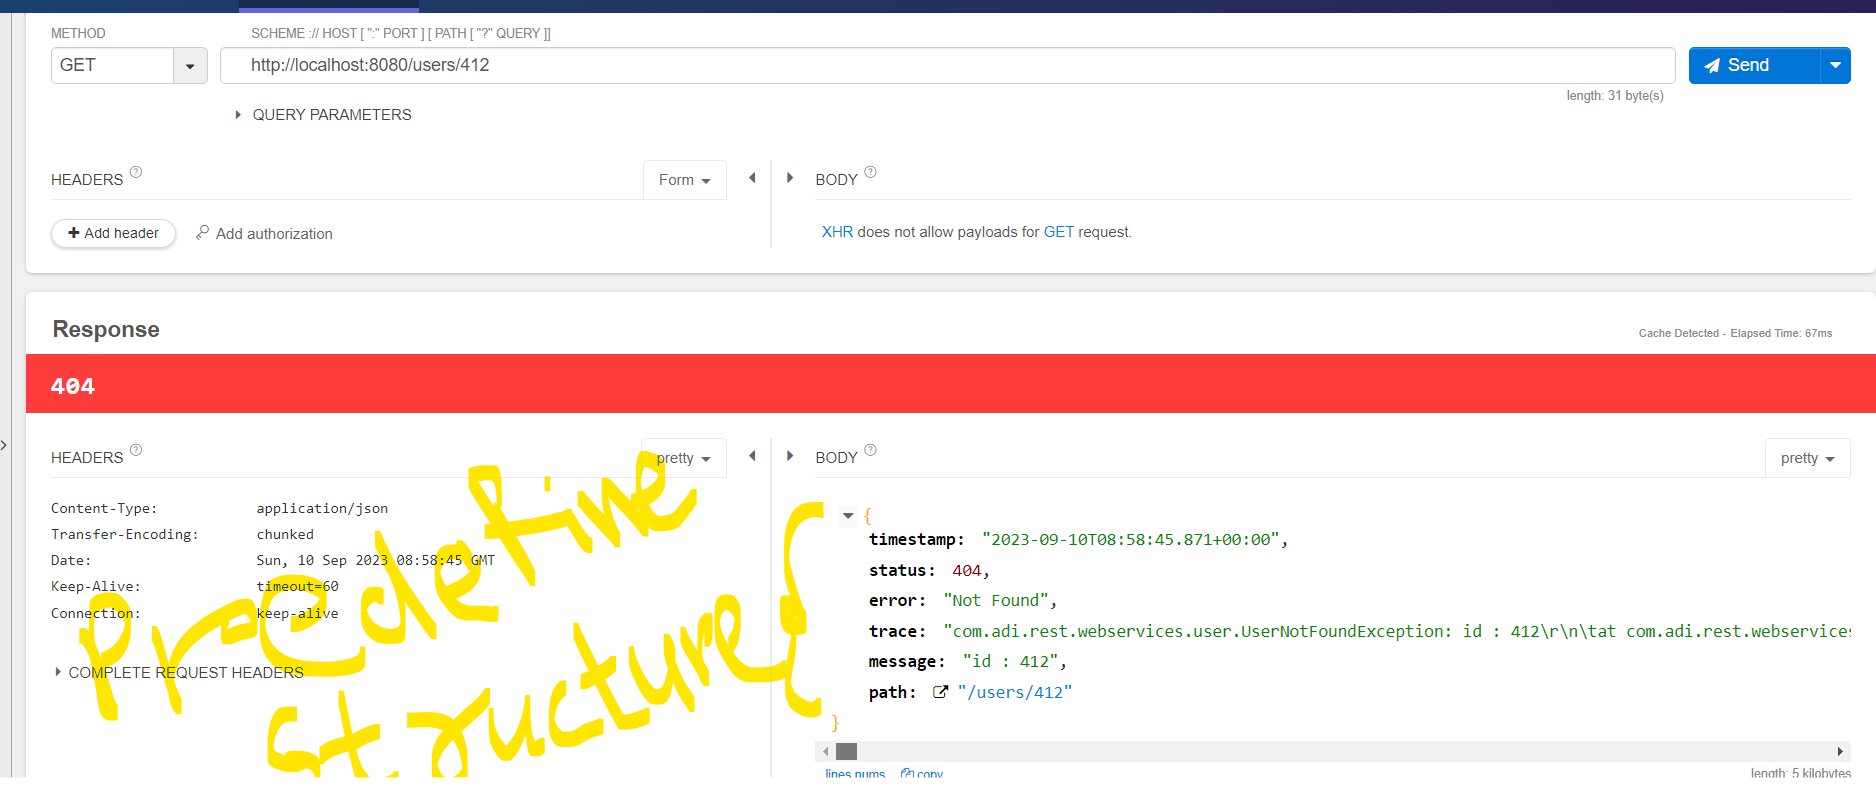 METHOD
SCHEME :// HOST [ ":" PORT ] [ PATH [ "?" QUERY ]]
GET
http://localhost:8080/users/412
Send
length: 31 byte(s)
QUERY PARAMETERS
HEADERS ?
Form
BODY ?
+ Add header
Add authorization
XHR does not allow payloads for GET request.
Response
Cache Detected - Elapsed Time: 67ms
404
HEADERS ?
pretty
Content-Type: application/json
Transfer-Encoding: chunked
Date: Sun, 10 Sep 2023 08:58:45 GMT
Keep-Alive: timeout=60
Connection: keep-alive
COMPLETE REQUEST HEADERS
Predefine
structure
BODY ?
pretty
{
timestamp: "2023-09-10T08:58:45.871+00:00",
status: 404,
error: "Not Found",
trace: "com.adi.rest.webservices.user.UserNotFoundException: id : 412\r\n\tat com.adi.rest.webservices
message: "id : 412",
path: "/users/412"
}
lines nums copy
length: 5 kilobytes